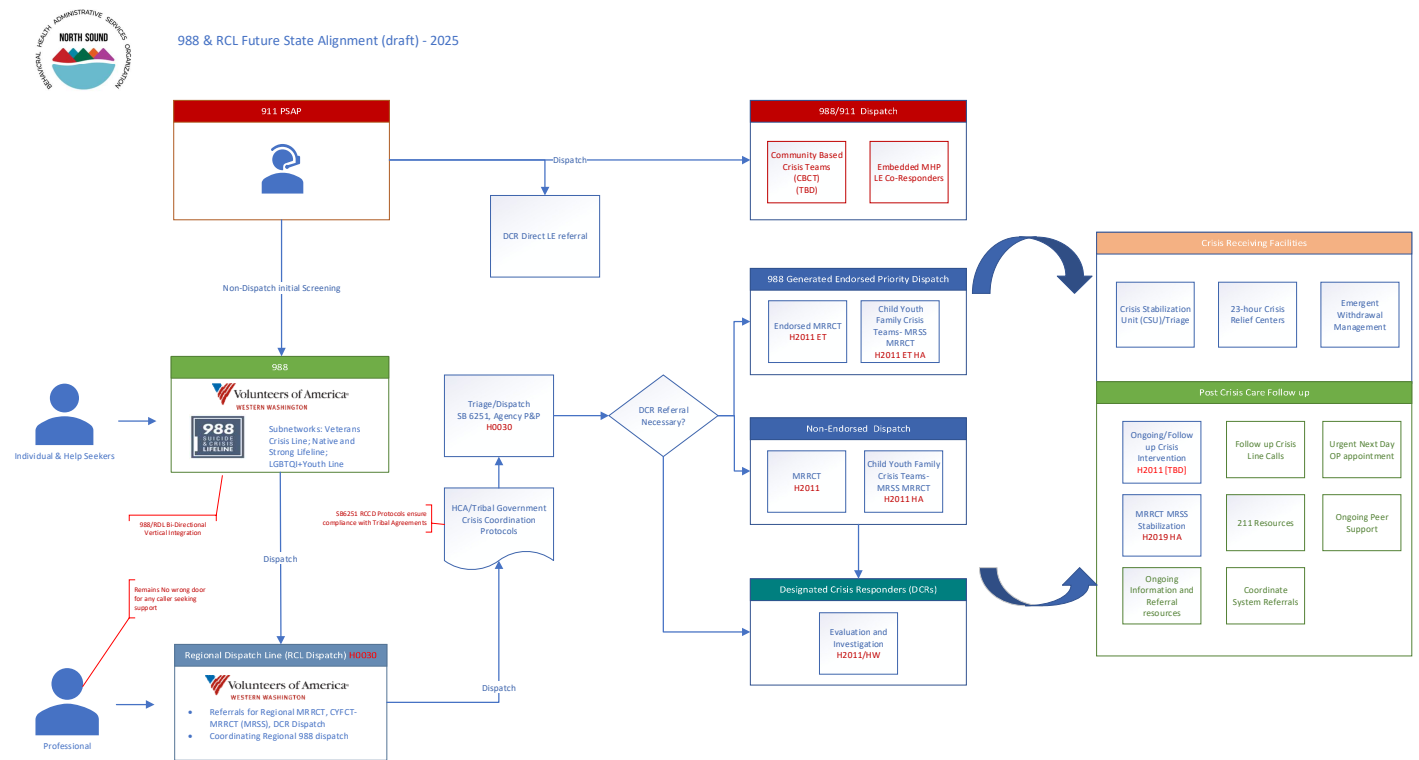 BEHAVIORAL HEALTH ADMINISTRATIVE SERVICES ORGANIZATION
NORTH SOUND
988 & RCL Future State Alignment (draft) - 2025
911 PSAP
988/911 Dispatch
Community Based
Crisis Teams
(CBCT)
(TBD)
Embedded MHP
LE Co-Responders
Dispatch
DCR Direct LE referral
Non-Dispatch initial Screening
988 Generated Endorsed Priority Dispatch
Endorsed MRRCT
H2011 ET
Child Youth
Family Crisis
Teams- MRSS
MRRCT
H2011 ET HA
Crisis Receiving Facilities
Crisis Stabilization
Unit (CSU)/Triage
23-hour Crisis
Relief Centers
Emergent
Withdrawal
Management
988
Volunteers of America®
WESTERN WASHINGTON
988
SUICIDE
& CRISIS
LIFELINE
Subnetworks: Veterans
Crisis Line; Native and
Strong Lifeline;
LGBTQI+Youth Line
Individual & Help Seekers
Triage/Dispatch
SB 6251, Agency P&P
H0030
DCR Referral
Necessary?
Non-Endorsed Dispatch
MRRCT
H2011
Child Youth Family
Crisis Teams-
MRSS MRRCT
H2011 HA
Post Crisis Care Follow up
Ongoing/Follow
up Crisis
Intervention
H2011 [TBD]
Follow up Crisis
Line Calls
Urgent Next Day
OP appointment
MRRCT MRSS
Stabilization
H2019 HA
211 Resources
Ongoing Peer
Support
Ongoing
Information and
Referral
resources
Coordinate
System Referrals
988/RDL Bi-Directional
Vertical Integration
SB6251 RCCD Protocols ensure
compliance with Tribal Agreements
HCA/Tribal Government
Crisis Coordination
Protocols
Dispatch
Remains No wrong door
for any caller seeking
support
Designated Crisis Responders (DCRs)
Evaluation and
Investigation
H2011/HW
Regional Dispatch Line (RCL Dispatch) H0030
Volunteers of America®
WESTERN WASHINGTON
• Referrals for Regional MRRCT, CYFCT-
MRRCT (MRSS), DCR Dispatch
• Coordinating Regional 988 dispatch
Dispatch
Professional